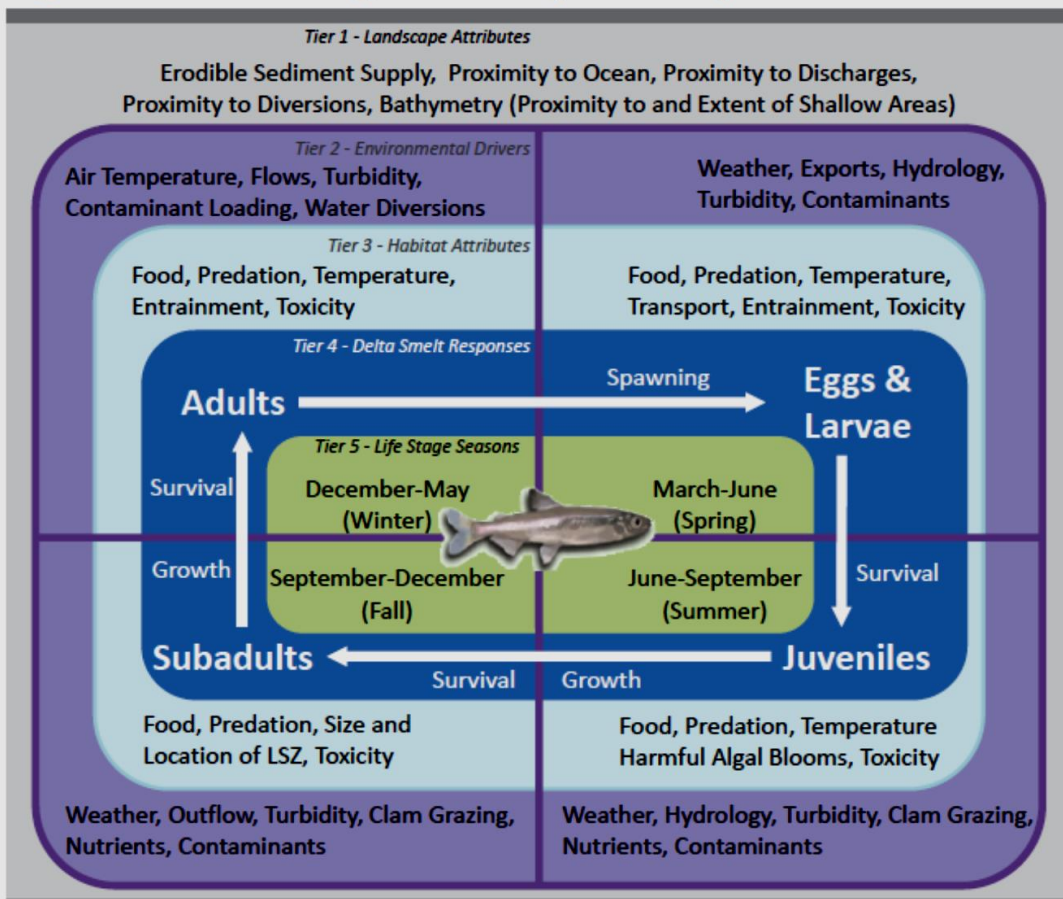 Tier 1 - Landscape Attributes
Erodible Sediment Supply, Proximity to Ocean, Proximity to Discharges,
Proximity to Diversions, Bathymetry (Proximity to and Extent of Shallow Areas)
Tier 2 - Environmental Drivers
Air Temperature, Flows, Turbidity,
Contaminant Loading, Water Diversions
Weather, Exports, Hydrology,
Turbidity, Contaminants
Tier 3 - Habitat Attributes
Food, Predation, Temperature,
Entrainment, Toxicity
Food, Predation, Temperature,
Transport, Entrainment, Toxicity
Tier 4 - Delta Smelt Responses
Adults
Spawning
Eggs &
Larvae
Tier 5 - Life Stage Seasons
Survival
December-May
(Winter)
March-June
(Spring)
Growth
September-December
(Fall)
June-September
(Summer)
Survival
Subadults
Survival
Growth
Juveniles
Food, Predation, Size and
Location of LSZ, Toxicity
Food, Predation, Temperature
Harmful Algal Blooms, Toxicity
Weather, Outflow, Turbidity, Clam Grazing,
Nutrients, Contaminants
Weather, Hydrology, Turbidity, Clam Grazing,
Nutrients, Contaminants